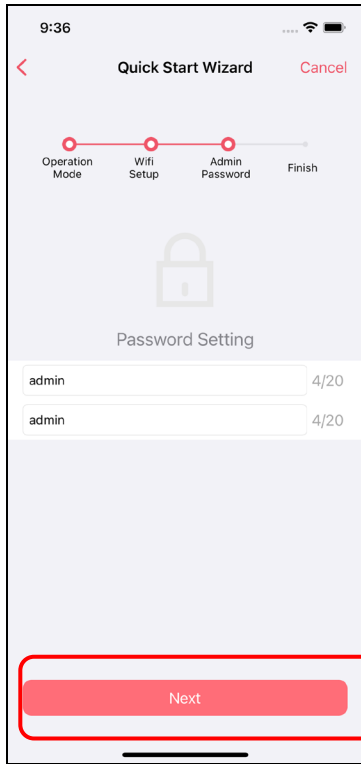 9:36
Quick Start Wizard
Cancel
Operation Mode
Wifi Setup
Admin Password
Finish
Password Setting
admin 4/20
admin 4/20
Next